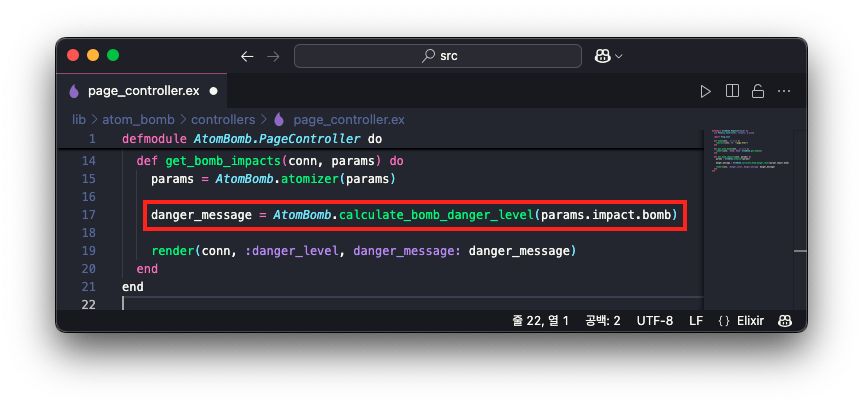 src
page_controller.ex
lib > atom_bomb > controllers > page_controller.ex
1 defmodule AtomBomb.PageController do
14 def get_bomb_impacts(conn, params) do
15 params = AtomBomb.atomizer(params)
16
17 danger_message = AtomBomb.calculate_bomb_danger_level(params.impact.bomb)
18
19 render(conn, :danger_level, danger_message: danger_message)
20 end
21 end
22
줄 22, 열 1 공백: 2 UTF-8 LF {} Elixir